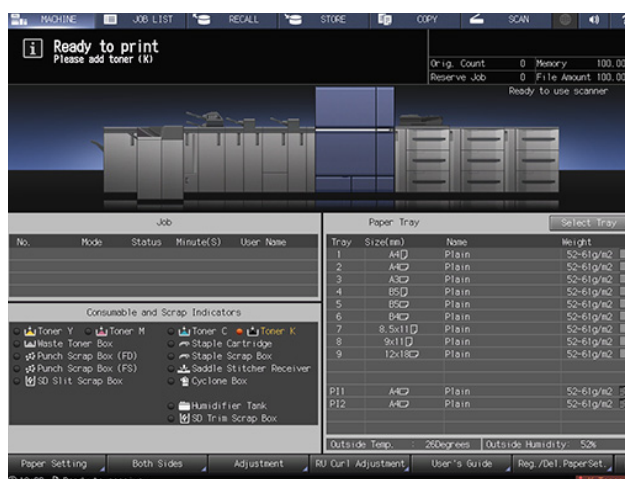 MACHINE JOB LIST RECALL STORE COPY SCAN
Ready to print
Please add toner (K)
Orig. Count 0 Memory 100.00
Reserve Job 0 File Amount 100.00
Ready to use scanner
Job
No. Mode Status Minute(S) User Name
Consumable and Scrap Indicators
Toner Y Toner M Toner C Toner K
Waste Toner Box Staple Cartridge
Punch Scrap Box (FD) Staple Scrap Box
Punch Scrap Box (FS) Saddle Stitcher Receiver
SD Slit Scrap Box Cyclone Box
Humidifier Tank
SD Trim Scrap Box
Paper Tray Select Tray
Tray Size(mm) Name Weight
1 A4 Plain 52-61g/m2
2 A4 Plain 52-61g/m2
3 A3 Plain 52-61g/m2
4 B5 Plain 52-61g/m2
5 B5 Plain 52-61g/m2
6 B4 Plain 52-61g/m2
7 8.5x11 Plain 52-61g/m2
8 9x11 Plain 52-61g/m2
9 12x18 Plain 52-61g/m2
PI1 A4 Plain 52-61g/m2
PI2 A4 Plain 52-61g/m2
Outside Temp. : 26Degrees Outside Humidity: 52%
Paper Setting Both Sides Adjustment RU Curl Adjustment User's Guide Reg./Del.PaperSet.